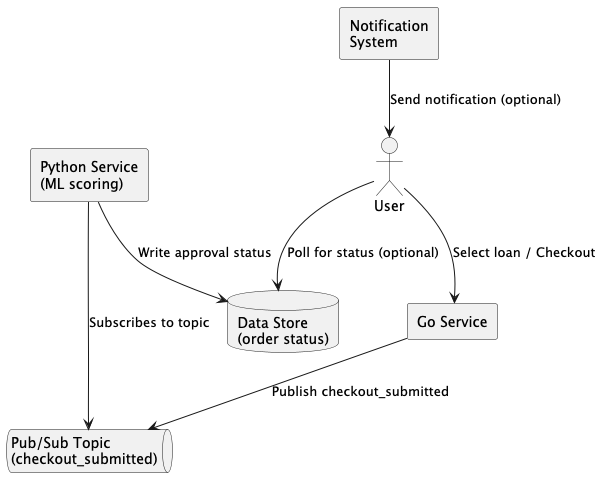 Notification
System
Send notification (optional)
Python Service
(ML scoring)
User
Write approval status
Poll for status (optional)
Select loan / Checkout
Subscribes to topic
Data Store
(order status)
Go Service
Publish checkout_submitted
Pub/Sub Topic
(checkout_submitted)